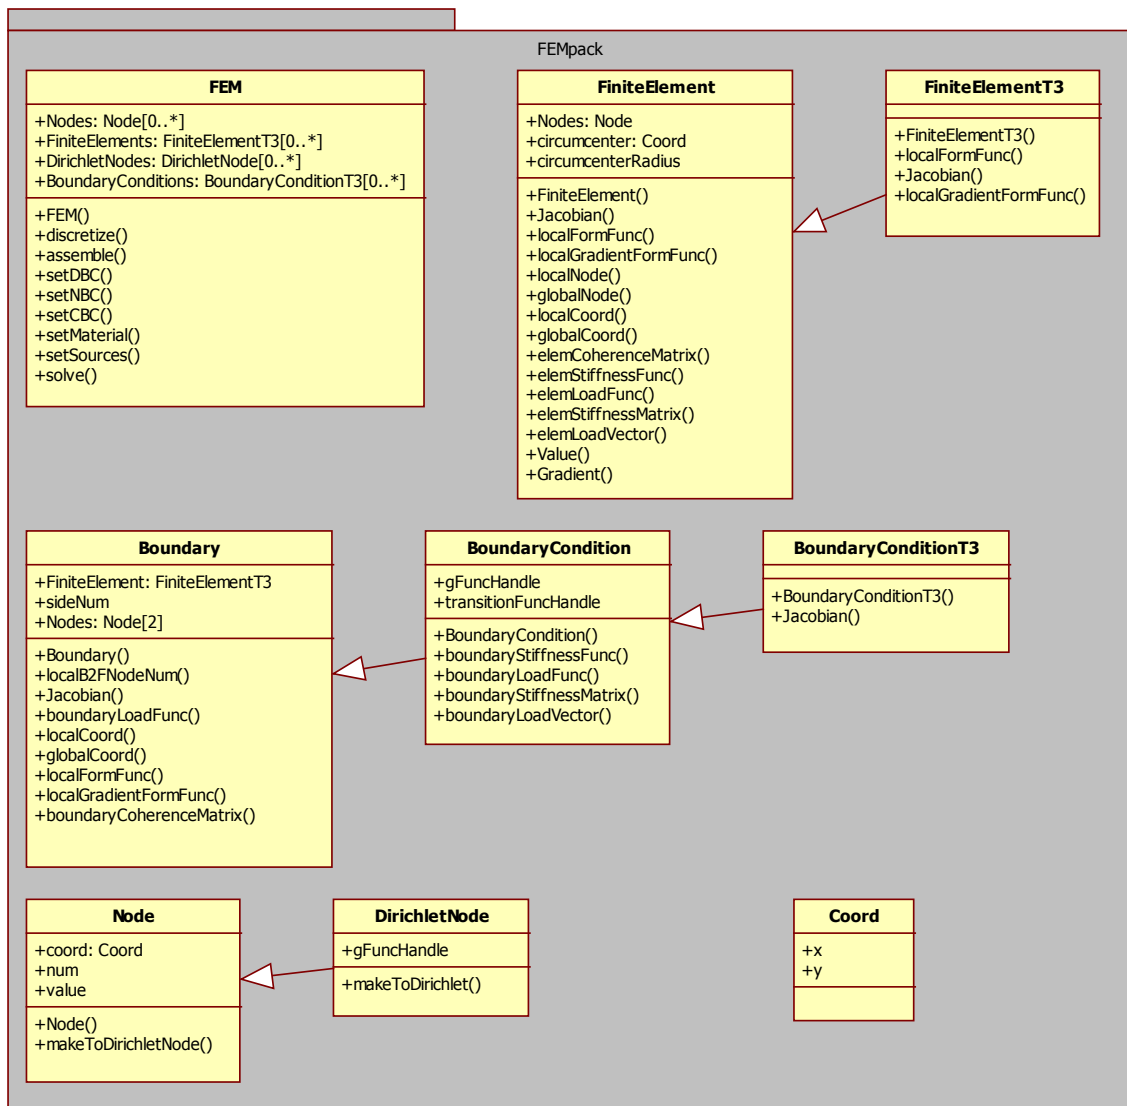 FEMpack
FEM
+Nodes: Node[0..*]
+FiniteElements: FiniteElementT3[0..*]
+DirichletNodes: DirichletNode[0..*]
+BoundaryConditions: BoundaryConditionT3[0..*]
+FEM()
+discretize()
+assemble()
+setDBC()
+setNBC()
+setCBC()
+setMaterial()
+setSources()
+solve()
FiniteElement
+Nodes: Node
+circumcenter: Coord
+circumcenterRadius
+FiniteElement()
+Jacobian()
+localFormFunc()
+localGradientFormFunc()
+localNode()
+globalNode()
+localCoord()
+globalCoord()
+elemCoherenceMatrix()
+elemStiffnessFunc()
+elemLoadFunc()
+elemStiffnessMatrix()
+elemLoadVector()
+Value()
+Gradient()
FiniteElementT3
+FiniteElementT3()
+localFormFunc()
+Jacobian()
+localGradientFormFunc()
Boundary
+FiniteElement: FiniteElementT3
+sideNum
+Nodes: Node[2]
+Boundary()
+localB2FNodeNum()
+Jacobian()
+boundaryLoadFunc()
+localCoord()
+globalCoord()
+localFormFunc()
+localGradientFormFunc()
+boundaryCoherenceMatrix()
BoundaryCondition
+gFuncHandle
+transitionFuncHandle
+BoundaryCondition()
+boundaryStiffnessFunc()
+boundaryLoadFunc()
+boundaryStiffnessMatrix()
+boundaryLoadVector()
BoundaryConditionT3
+BoundaryConditionT3()
+Jacobian()
Node
+coord: Coord
+num
+value
+Node()
+makeToDirichletNode()
DirichletNode
+gFuncHandle
+makeToDirichlet()
Coord
+x
+y